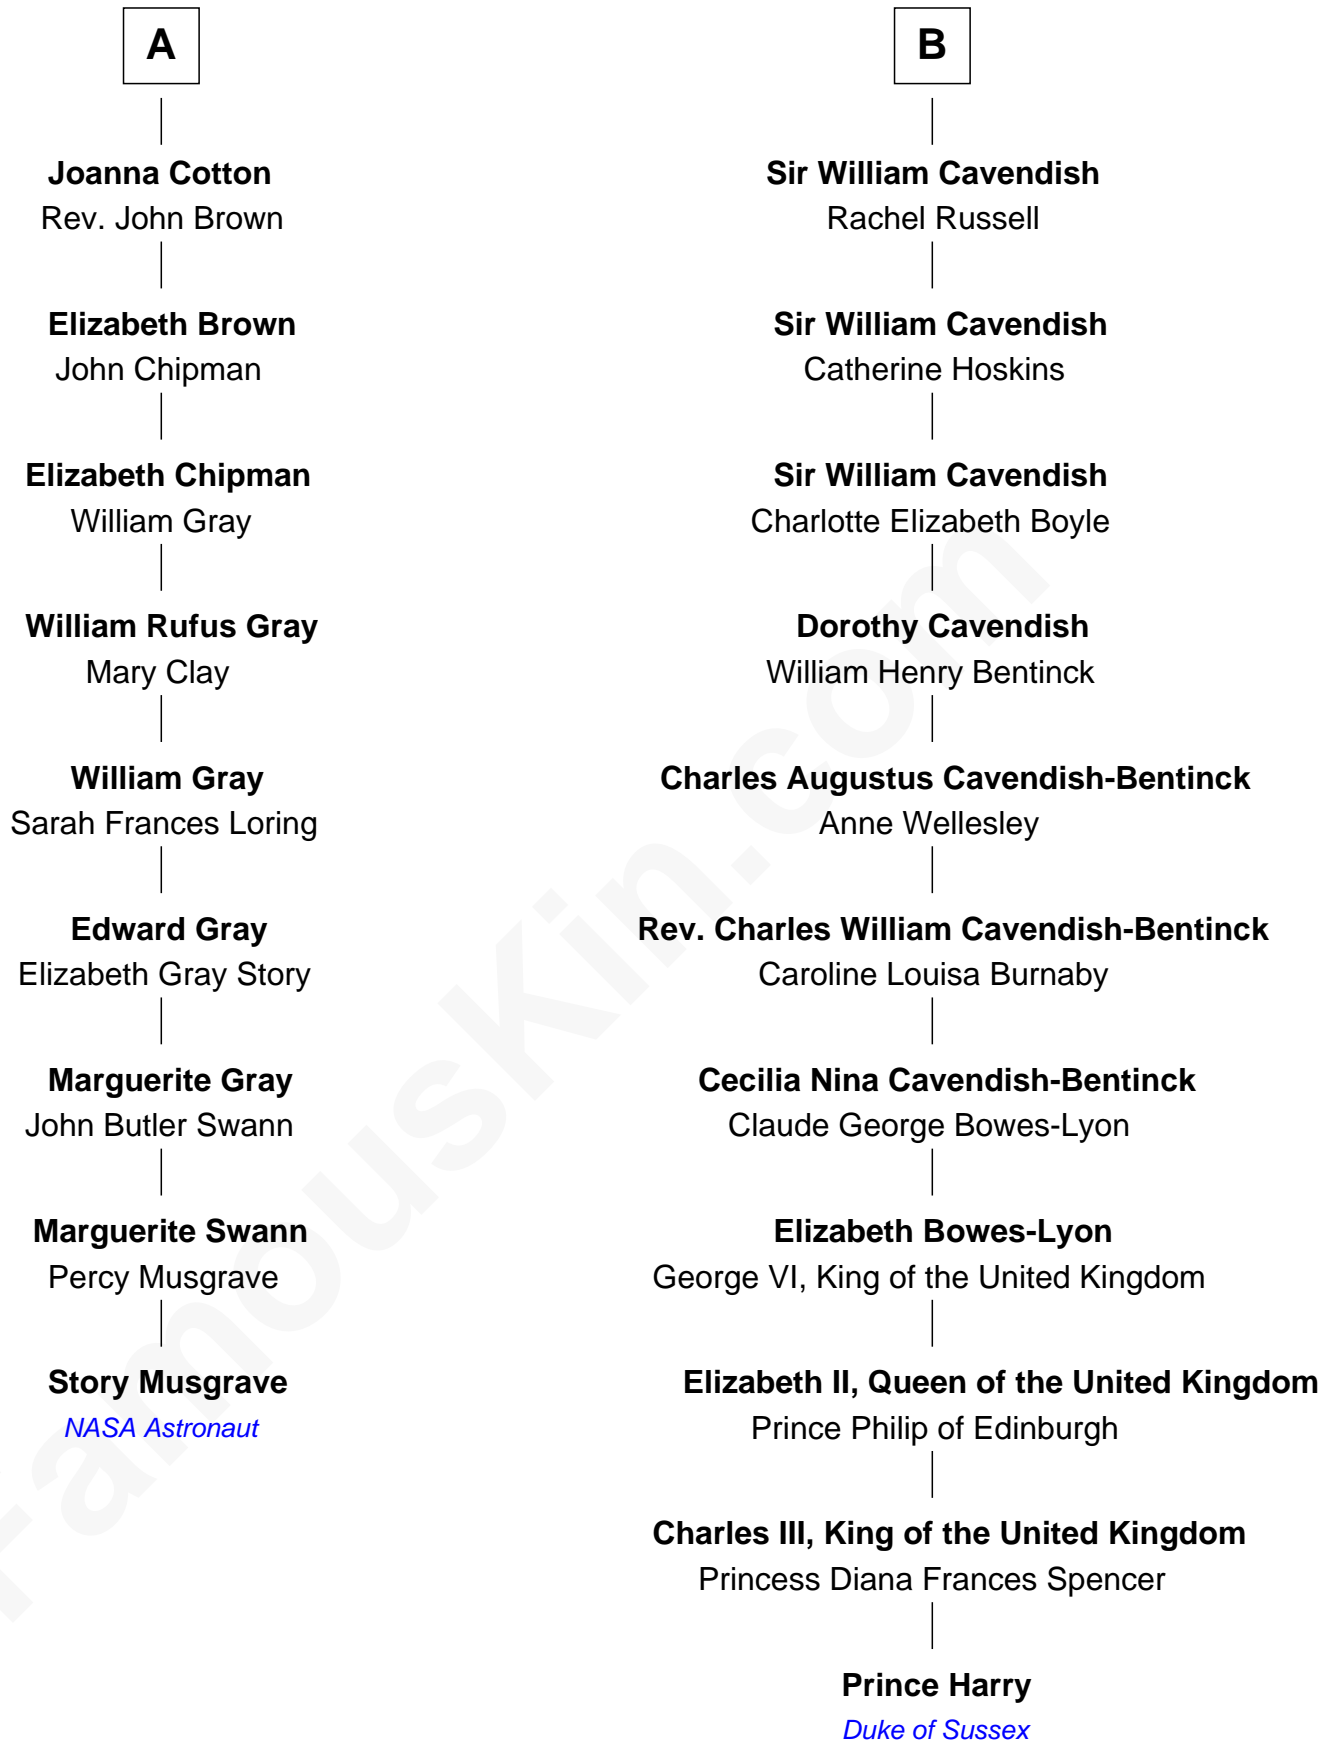 A
Joanna Cotton
Rev. John Brown
Elizabeth Brown
John Chipman
Elizabeth Chipman
William Gray
William Rufus Gray
Mary Clay
William Gray
Sarah Frances Loring
Edward Gray
Elizabeth Gray Story
Marguerite Gray
John Butler Swann
Marguerite Swann
Percy Musgrave
Story Musgrave
NASA Astronaut
B
Sir William Cavendish
Rachel Russell
Sir William Cavendish
Catherine Hoskins
Sir William Cavendish
Charlotte Elizabeth Boyle
Dorothy Cavendish
William Henry Bentinck
Charles Augustus Cavendish-Bentinck
Anne Wellesley
Rev. Charles William Cavendish-Bentinck
Caroline Louisa Burnaby
Cecilia Nina Cavendish-Bentinck
Claude George Bowes-Lyon
Elizabeth Bowes-Lyon
George VI, King of the United Kingdom
Elizabeth II, Queen of the United Kingdom
Prince Philip of Edinburgh
Charles III, King of the United Kingdom
Princess Diana Frances Spencer
Prince Harry
Duke of Sussex
FamousKin.com